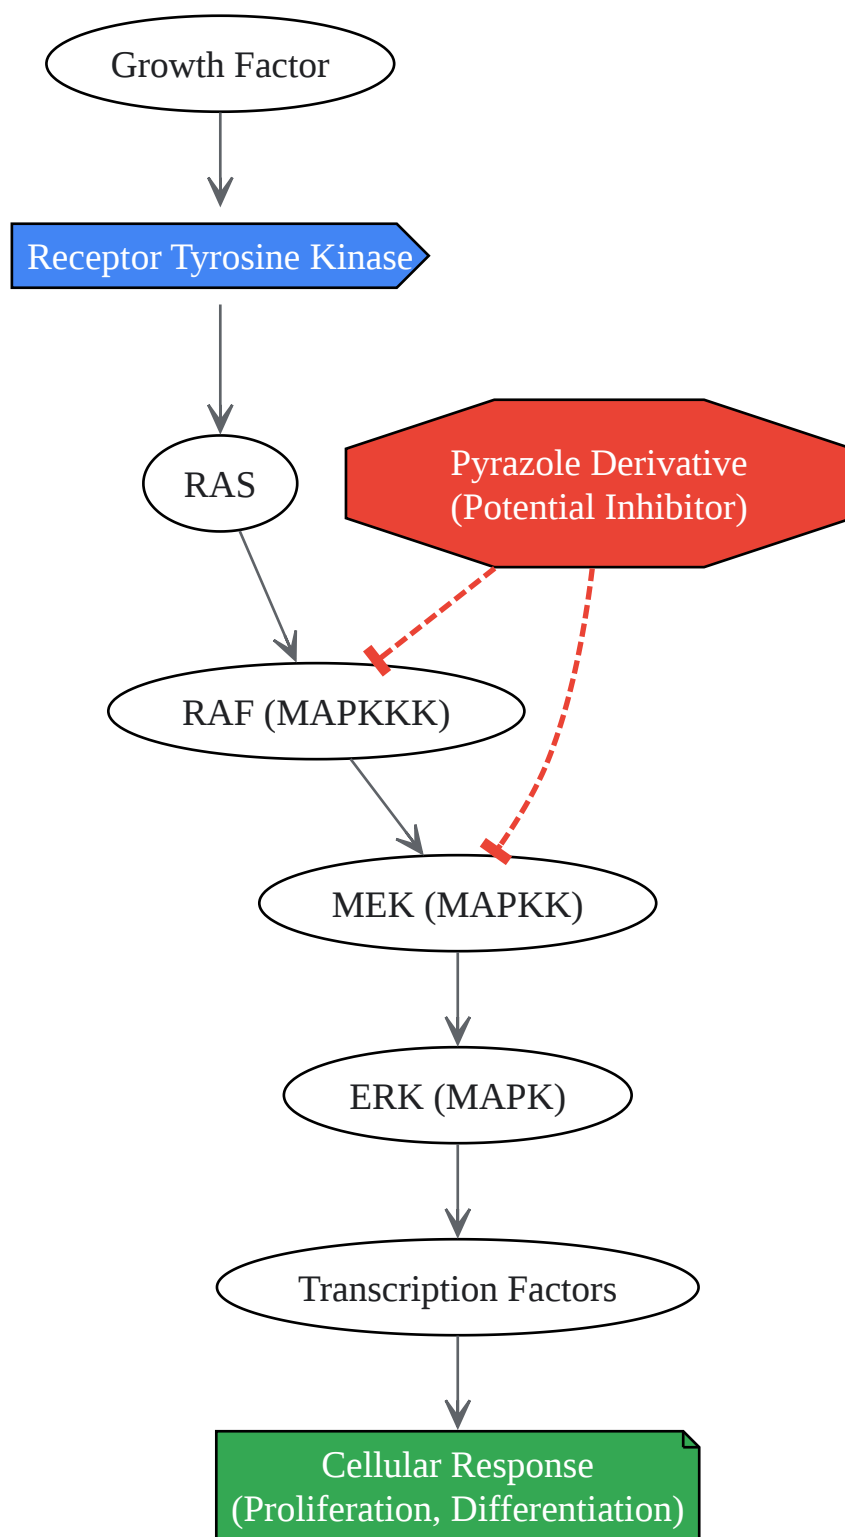 Growth Factor
Receptor Tyrosine Kinase
RAS
Pyrazole Derivative
(Potential Inhibitor)
RAF (MAPKKK)
MEK (MAPKK)
ERK (MAPK)
Transcription Factors
Cellular Response
(Proliferation, Differentiation)